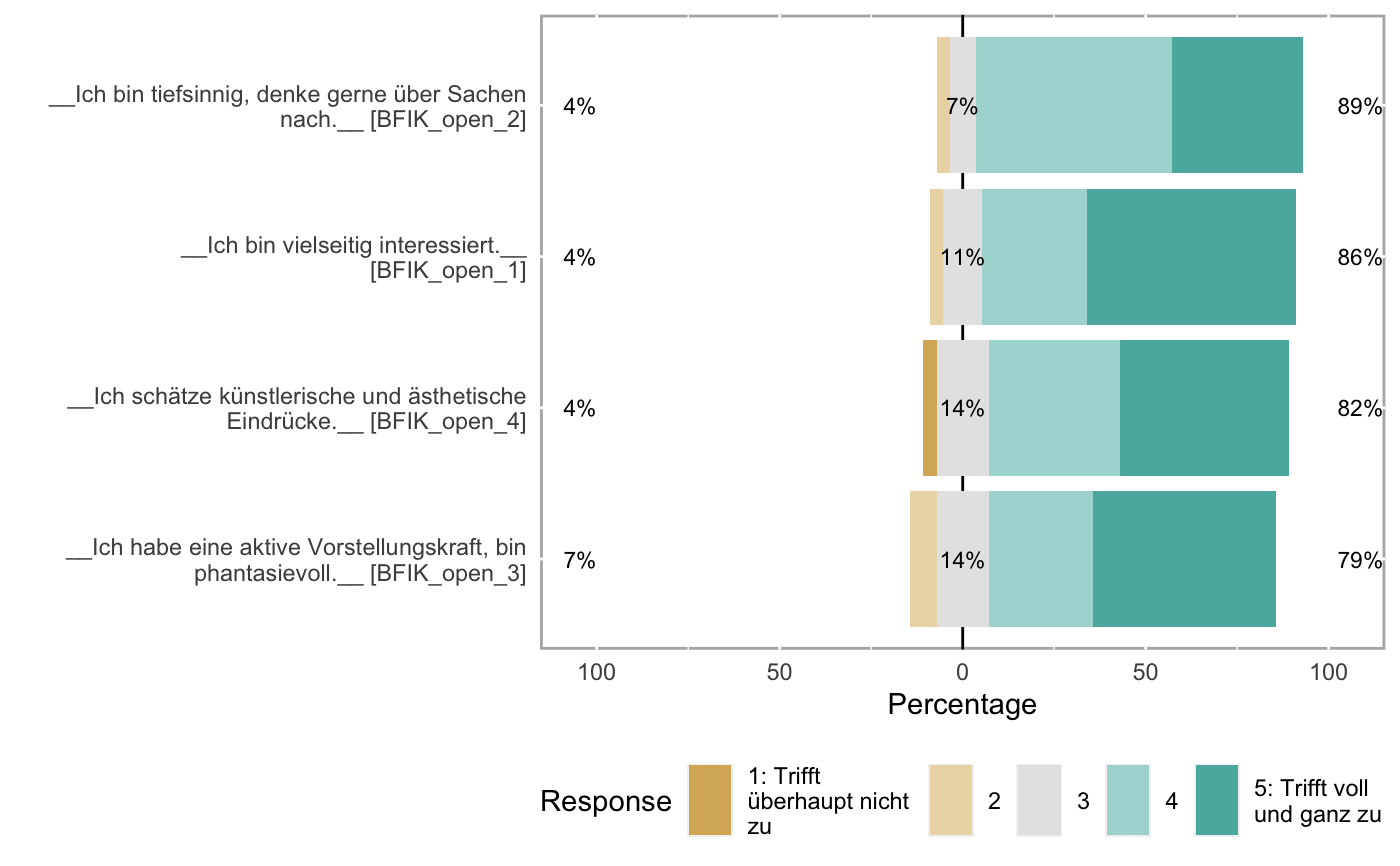 __Ich bin tiefsinnig, denke gerne über Sachen
nach.__ [BFIK_open_2]
4%
7%
89%
__Ich bin vielseitig interessiert.__
[BFIK_open_1]
4%
11%
86%
__Ich schätze künstlerische und ästhetische
Eindrücke.__ [BFIK_open_4]
4%
14%
82%
__Ich habe eine aktive Vorstellungskraft, bin
phantasievoll.__ [BFIK_open_3]
7%
14%
79%
100 50 0 50 100
Percentage
Response
1: Trifft
überhaupt nicht
zu
2
3
4
5: Trifft voll
und ganz zu